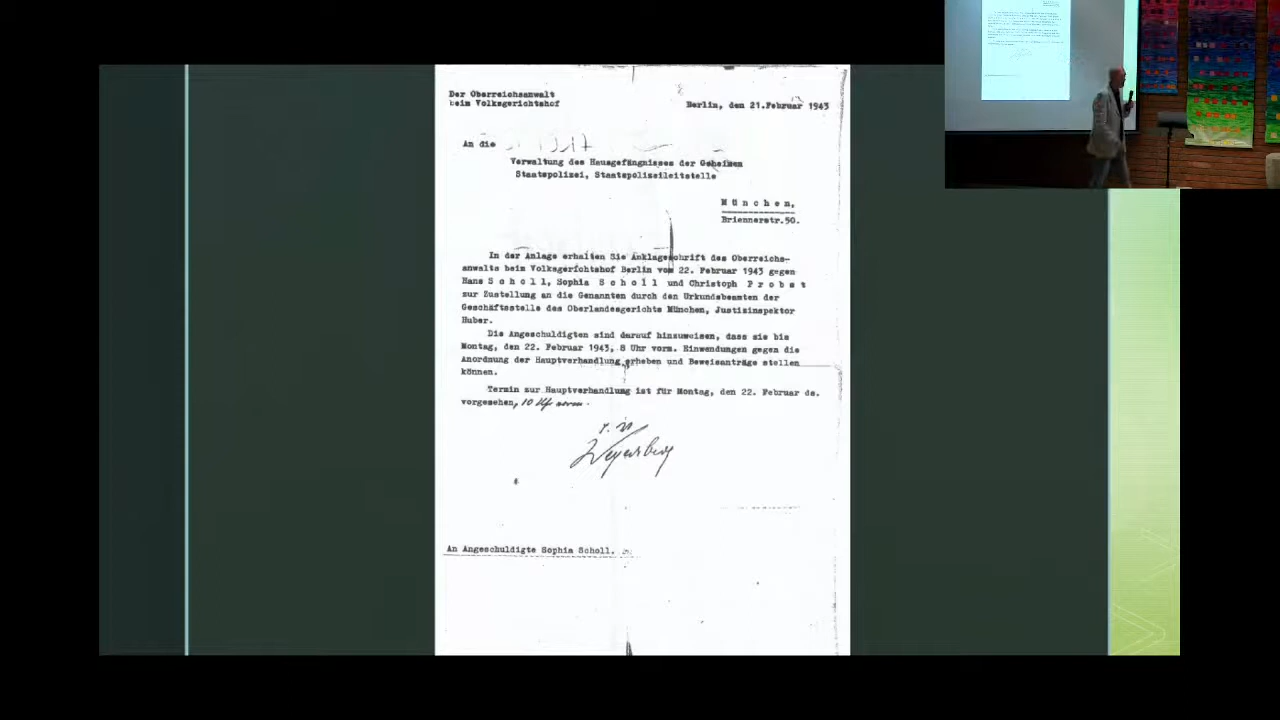 Der Oberreichsanwalt
beim Volksgerichtshof
Berlin, den 21.Februar 1943
An die
Verwaltung des Hausgefängnisses der Geheimen
Staatspolizei, Staatspolizeileitstelle
M ü n c h e n,
Briennerstr.50.
In der Anlage erhalten Sie Anklageschrift des Oberreichs-
anwalts beim Volksgerichtshof Berlin vom 22. Februar 1943 gegen
Hans S c h o l l, Sophia S c h o l l und Christoph P r o b s t
zur Zustellung an die Genannten durch den Urkundsbeamten der
Geschäftsstelle des Oberlandesgerichts München, Justizinspektor
Huber.
Die Angeschuldigten sind darauf hinzuweisen, dass sie bis
Montag, den 22. Februar 1943, 8 Uhr vorm. Einwendungen gegen die
Anordnung der Hauptverhandlung erheben und Beweisanträge stellen
können.
Termin zur Hauptverhandlung ist für Montag, den 22. Februar ds.
vorgesehen, 10 Uhr vorm.
Weyersberg
An Angeschuldigte Sophia Scholl.